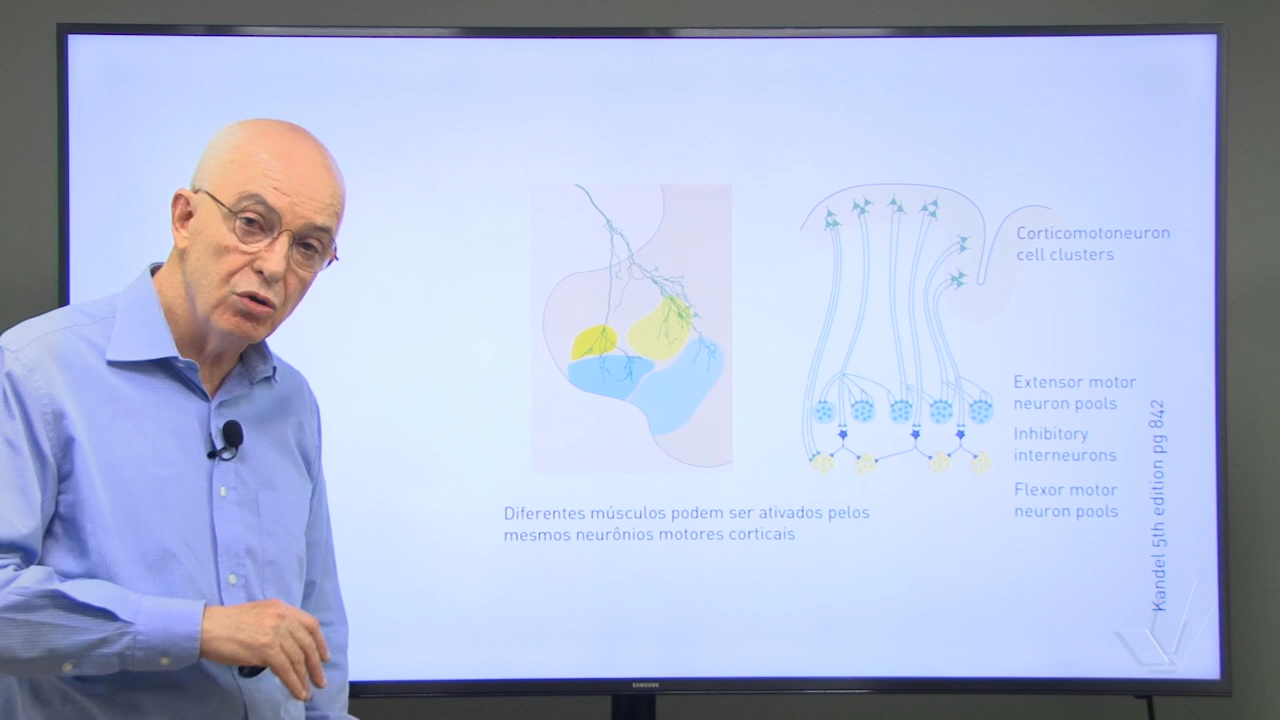 Corticomotoneuron
cell clusters
Extensor motor
neuron pools
Inhibitory
interneurons
Flexor motor
neuron pools
Kandel 5th edition pg 842
Diferentes músculos podem ser ativados pelos
mesmos neurônios motores corticais
SAMSUNG